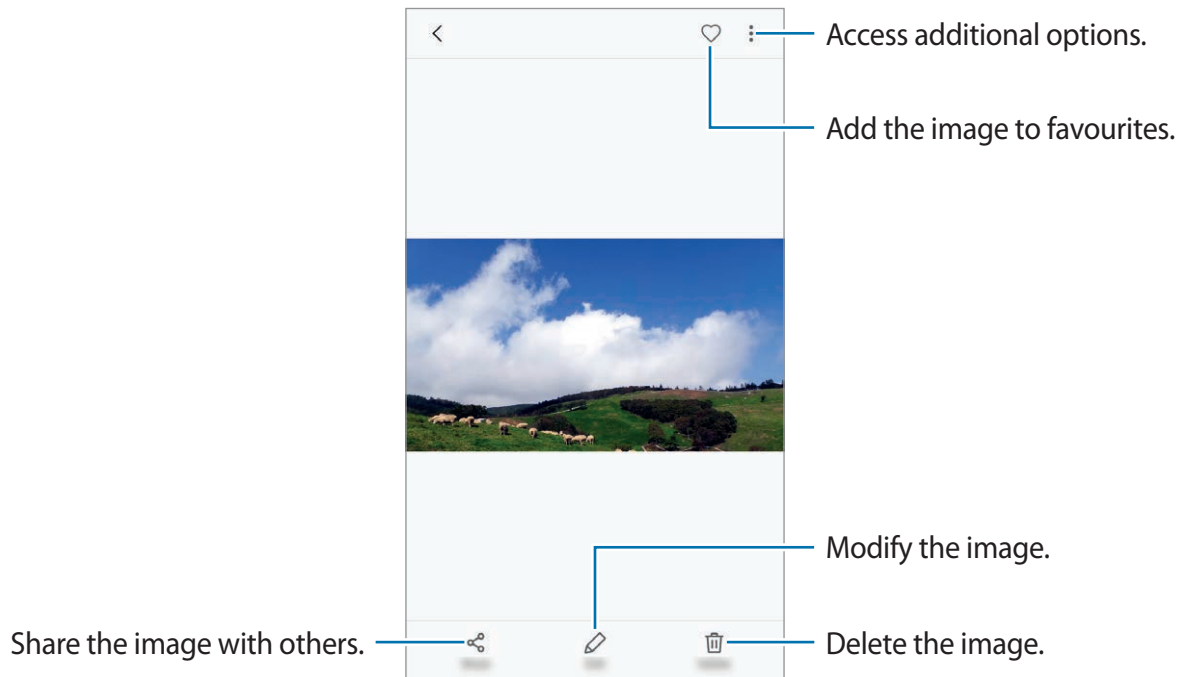 Access additional options.
Add the image to favourites.
Modify the image.
Share the image with others.
Delete the image.